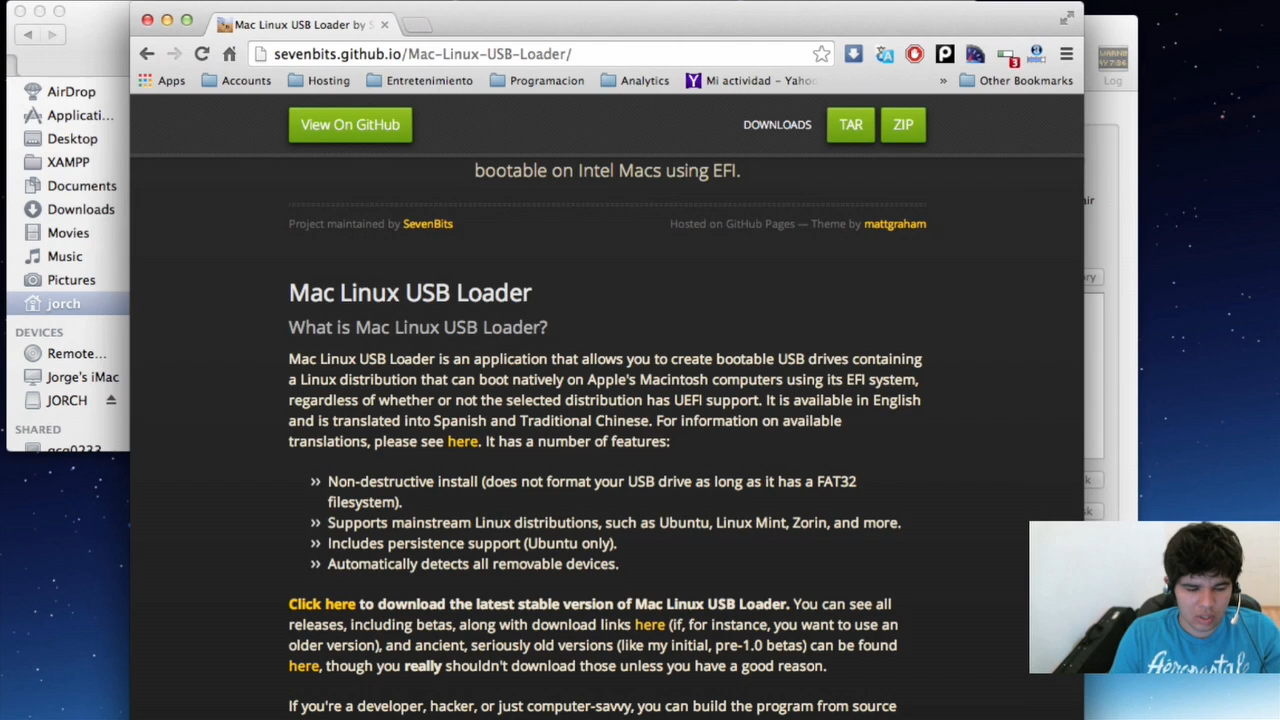 Mac Linux USB Loader by S
sevenbits.github.io/Mac-Linux-USB-Loader/
3
Apps
Accounts
Hosting
Entretenimiento
Programacion
Analytics
Mi actividad – Yahoo
»
Other Bookmarks
Log
AirDrop
Applicati...
Desktop
XAMPP
Documents
Downloads
Movies
Music
Pictures
jorch
DEVICES
Remote...
Jorge's iMac
JORCH
SHARED
View On GitHub
DOWNLOADS
TAR
ZIP
bootable on Intel Macs using EFI.
Project maintained by SevenBits
Hosted on GitHub Pages — Theme by mattgraham
Mac Linux USB Loader
What is Mac Linux USB Loader?
Mac Linux USB Loader is an application that allows you to create bootable USB drives containing
a Linux distribution that can boot natively on Apple's Macintosh computers using its EFI system,
regardless of whether or not the selected distribution has UEFI support. It is available in English
and is translated into Spanish and Traditional Chinese. For information on available
translations, please see here. It has a number of features:
» Non-destructive install (does not format your USB drive as long as it has a FAT32
filesystem).
» Supports mainstream Linux distributions, such as Ubuntu, Linux Mint, Zorin, and more.
» Includes persistence support (Ubuntu only).
» Automatically detects all removable devices.
Click here to download the latest stable version of Mac Linux USB Loader. You can see all
releases, including betas, along with download links here (if, for instance, you want to use an
older version), and ancient, seriously old versions (like my initial, pre-1.0 betas) can be found
here, though you really shouldn't download those unless you have a good reason.
If you're a developer, hacker, or just computer-savvy, you can build the program from source